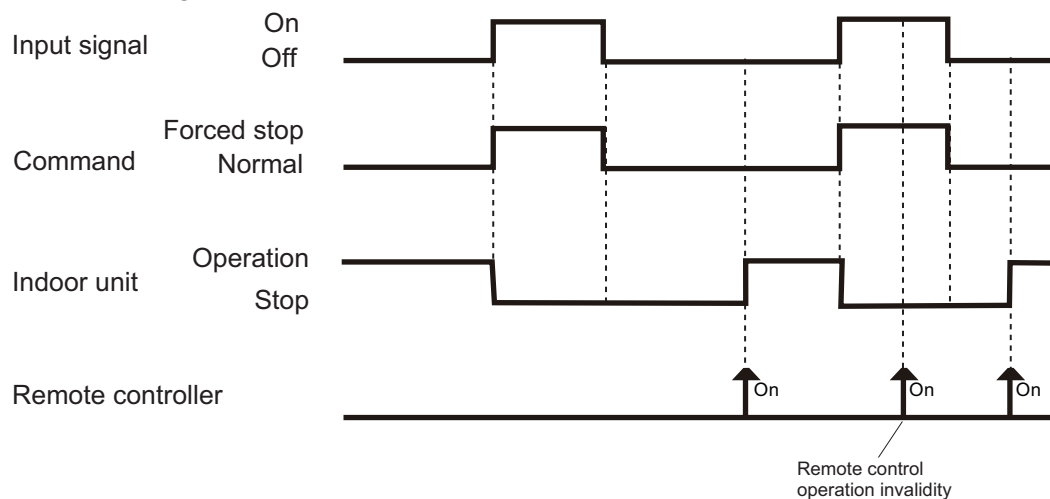 On
Input signal
Off
Forced stop
Command
Normal
Operation
Indoor unit
Stop
On
On
On
Remote controller
Remote control
operation invalidity